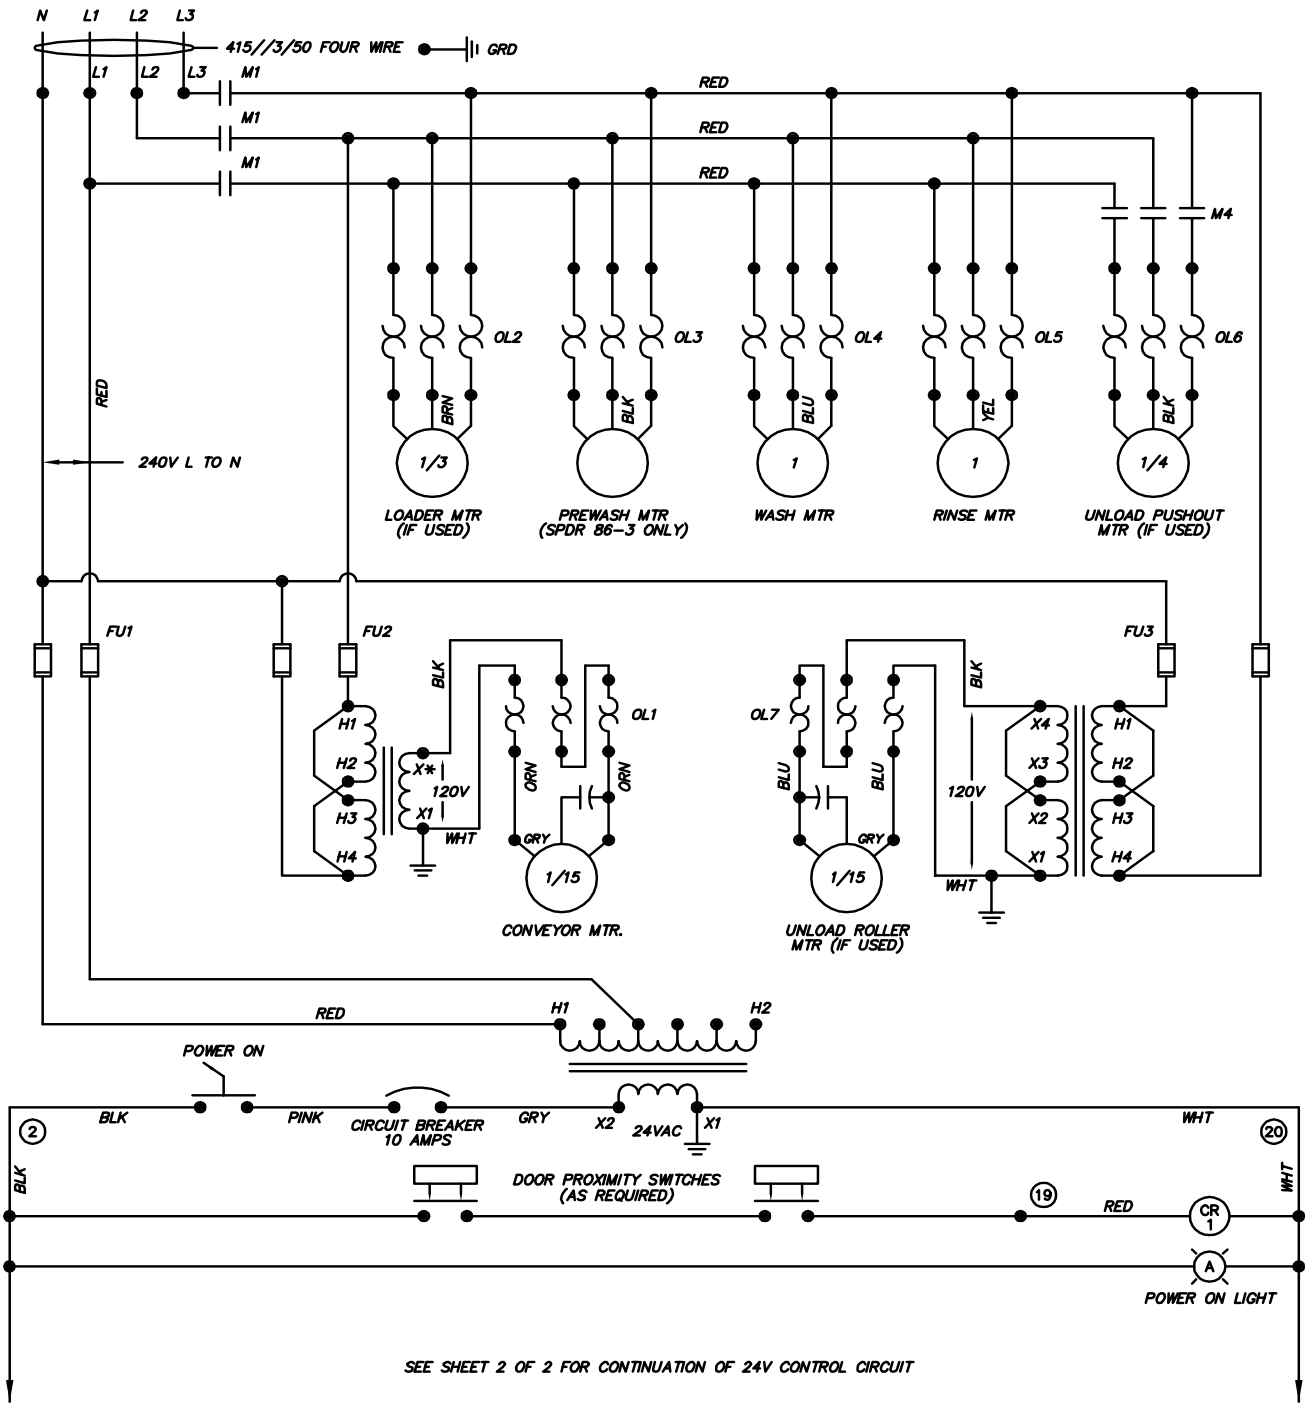 N L1 L2 L3
415//3/50 FOUR WIRE GRD
L1 L2 L3 M1 RED
M1 RED
M1 RED
M4
OL2 OL3 OL4 OL5 OL6
RED
BRN BLK BLU YEL BLK
240V L TO N
1/3 1 1 1/4
LOADER MTR
(IF USED)
PREWASH MTR
(SPDR 86-3 ONLY)
WASH MTR
RINSE MTR
UNLOAD PUSHOUT
MTR (IF USED)
FU1 FU2 FU3
BLK BLK
OL1 OL7
H1 X4 H1
H2 X* X3 H2
ORN ORN BLU BLU
120V 120V
H3 X1 X2 H3
WHT GRY GRY
H4 X1 H4
1/15 1/15
WHT
CONVEYOR MTR.
UNLOAD ROLLER
MTR (IF USED)
H1 H2
RED
POWER ON
BLK PINK
CIRCUIT BREAKER
10 AMPS
GRY X2 24VAC X1 WHT
2 20
BLK WHT
DOOR PROXIMITY SWITCHES
(AS REQUIRED)
19 RED
CR
1
A
POWER ON LIGHT
SEE SHEET 2 OF 2 FOR CONTINUATION OF 24V CONTROL CIRCUIT